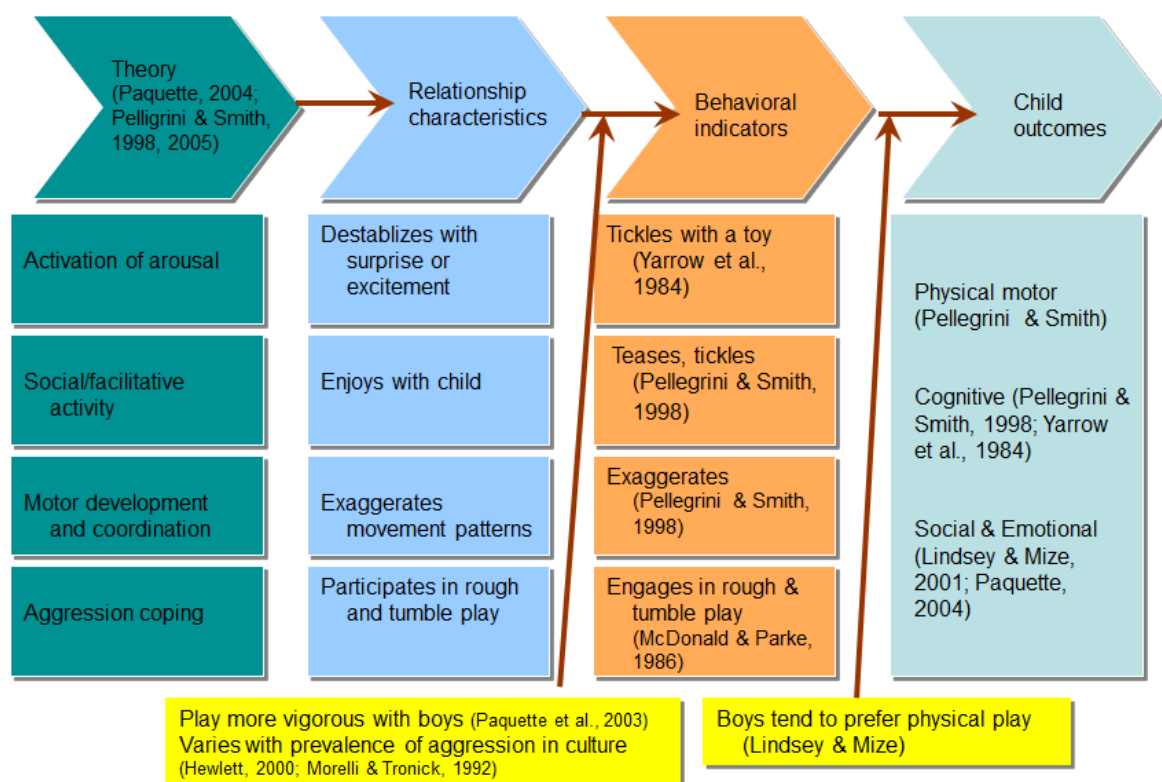 Theory
(Paquette, 2004;
Pelligrini & Smith,
1998, 2005)
Relationship
characteristics
Behavioral
indicators
Child
outcomes
Activation of arousal
Destablizes with
surprise or
excitement
Tickles with a toy
(Yarrow et al.,
1984)
Social/facilitative
activity
Enjoys with child
Teases, tickles
(Pellegrini & Smith,
1998)
Motor development
and coordination
Exaggerates
movement patterns
Exaggerates
(Pellegrini & Smith,
1998)
Aggression coping
Participates in rough
and tumble play
Engages in rough &
tumble play
(McDonald & Parke,
1986)
Physical motor
(Pellegrini & Smith)
Cognitive (Pellegrini &
Smith, 1998; Yarrow
et al., 1984)
Social & Emotional
(Lindsey & Mize,
2001; Paquette,
2004)
Play more vigorous with boys (Paquette et al., 2003)
Varies with prevalence of aggression in culture
(Hewlett, 2000; Morelli & Tronick, 1992)
Boys tend to prefer physical play
(Lindsey & Mize)